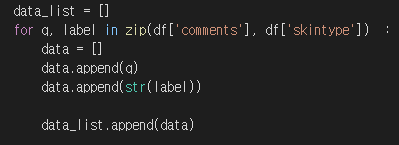 data_list = []
for q, label in zip(df['comments'], df['skintype'])  :
    data = []
    data.append(q)
    data.append(str(label))

    data_list.append(data)